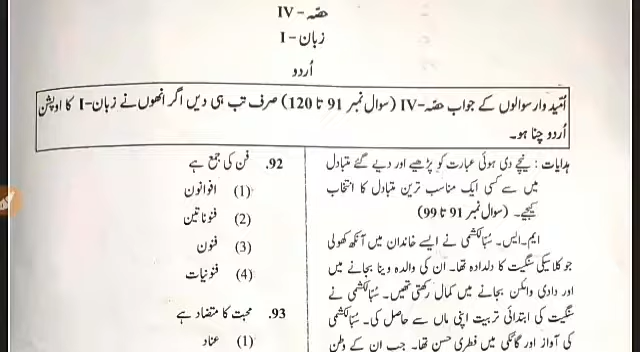 حصّہ - IV
زبان - I
اُردو
اُمّید وار سوالوں کے جواب حصّہ-IV (سوال نمبر 91 تا 120) صرف تب ہی دیں اگر انھوں نے زبان-I کا اوپشن
اُردو چنا ہو۔
ہدایات : نیچے دی ہوئی عبارت کو پڑھیے اور دیے گئے متبادل
میں سے کسی ایک مناسب ترین متبادل کا انتخاب
کیجیے۔ (سوال نمبر 91 تا 99)
ایم۔ایس۔ سُبّالکشمی نے ایسے خاندان میں آنکھ کھولی
جو کلاسیکی سنگیت کا دلدادہ تھا۔ ان کی والدہ وینا بجانے میں
اور دادی وائلن بجانے میں کمال رکھتی تھیں۔ سُبّالکشمی نے
سنگیت کی ابتدائی تربیت اپنی ماں سے حاصل کی۔ سُبّالکشمی
کی آواز اور گائکی میں فطری حسن تھا۔ جب ان کے وطن
92. فن کی جمع ہے
(1) افوانون
(2) فنوناتین
(3) فنون
(4) فنونیات
93. محبت کا متضاد ہے
(1) عناد